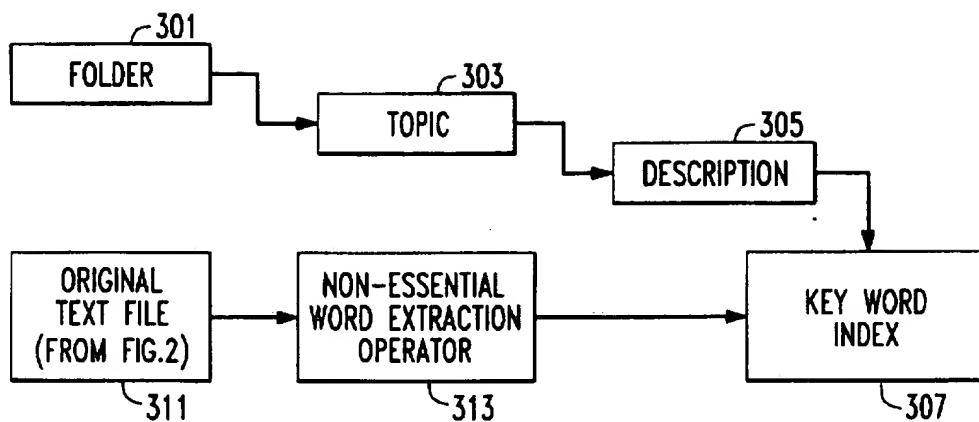 301
FOLDER
303
TOPIC
305
DESCRIPTION
ORIGINAL
TEXT FILE
(FROM FIG.2)
311
NON-ESSENTIAL
WORD EXTRACTION
OPERATOR
313
KEY WORD
INDEX
307